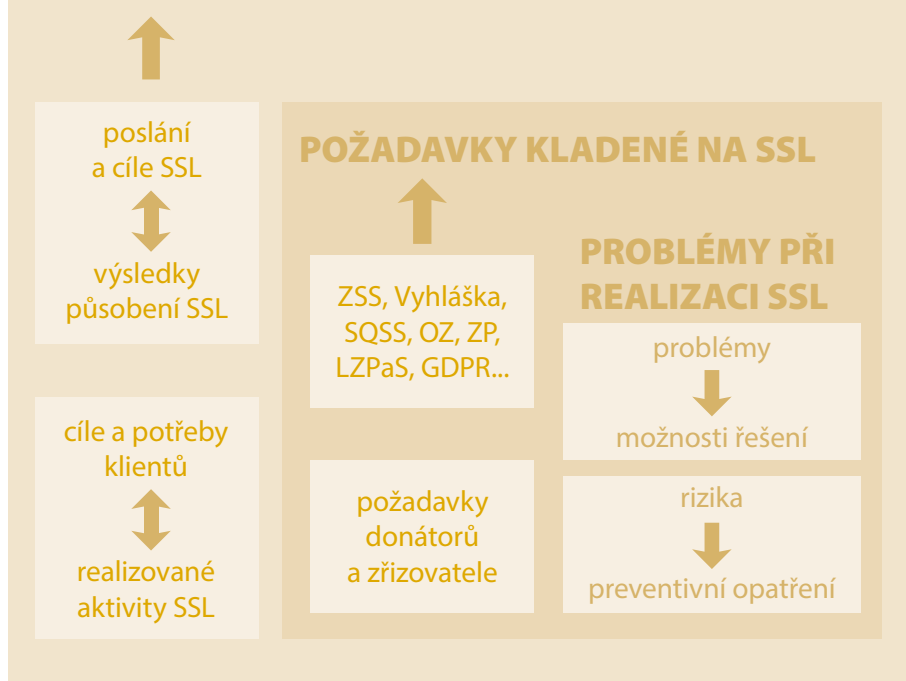 poslání
a cíle SSL
výsledky
působení SSL
cíle a potřeby
klientů
realizované
aktivity SSL
POŽADAVKY KLADENÉ NA SSL
ZSS, Vyhláška,
SQSS, OZ, ZP,
LZPaS, GDPR...
požadavky
donátorů
a zřizovatele
PROBLÉMY PŘI
REALIZACI SSL
problémy
možnosti řešení
rizika
preventivní opatření